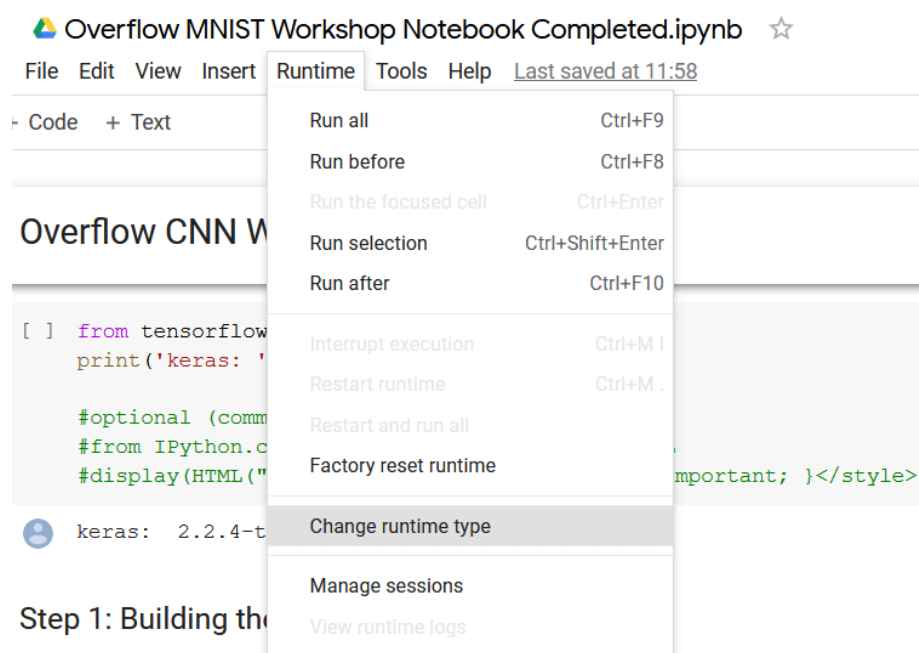 Overflow MNIST Workshop Notebook Completed.ipynb
File Edit View Insert Runtime Tools Help Last saved at 11:58
+ Code + Text
Run all Ctrl+F9
Run before Ctrl+F8
Run the focused cell Ctrl+Enter
Run selection Ctrl+Shift+Enter
Run after Ctrl+F10
Interrupt execution Ctrl+M I
Restart runtime Ctrl+M .
Restart and run all
Factory reset runtime
Change runtime type
Manage sessions
View runtime logs
Overflow CNN W
[ ] from tensorflow
print('keras: '
#optional (comm
#from IPython.c
#display(HTML(" mportant; }</style>
keras: 2.2.4-t
Step 1: Building the